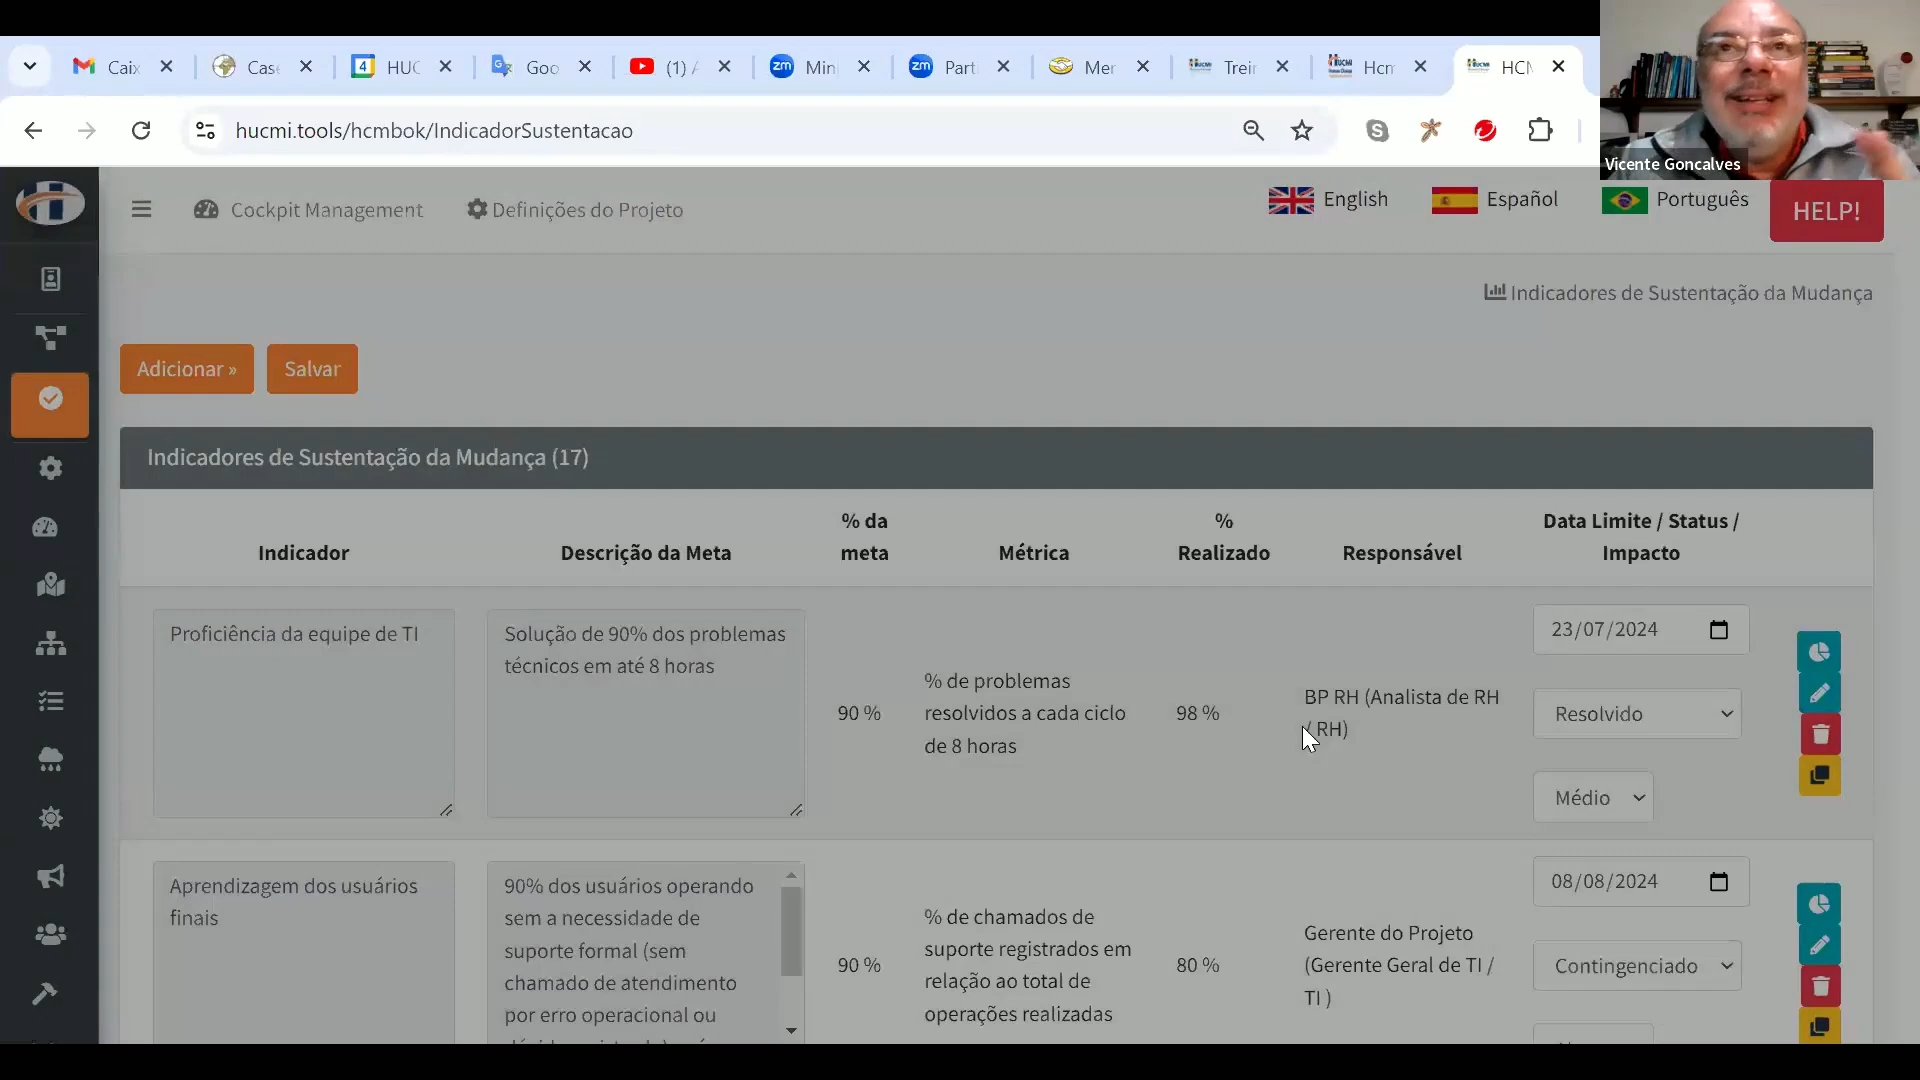 Caix
Cas
4
HUC
Goo
(1) A
zm
Min
zm
Part
Mer
Trei
Hcm
HCM
hucmi.tools/hcmbok/IndicadorSustentacao
Vicente Goncalves
Cockpit Management
Definições do Projeto
English
Español
Português
HELP!
Indicadores de Sustentação da Mudança
Adicionar »
Salvar
Indicadores de Sustentação da Mudança (17)
Indicador
Descrição da Meta
% da
meta
Métrica
%
Realizado
Responsável
Data Limite / Status /
Impacto
Proficiência da equipe de TI
Solução de 90% dos problemas
técnicos em até 8 horas
90 %
% de problemas
resolvidos a cada ciclo
de 8 horas
98 %
BP RH (Analista de RH
/ RH)
23/07/2024
Resolvido
Médio
Aprendizagem dos usuários
finais
90% dos usuários operando
sem a necessidade de
suporte formal (sem
chamado de atendimento
por erro operacional ou
90 %
% de chamados de
suporte registrados em
relação ao total de
operações realizadas
80 %
Gerente do Projeto
(Gerente Geral de TI /
TI )
08/08/2024
Contingenciado